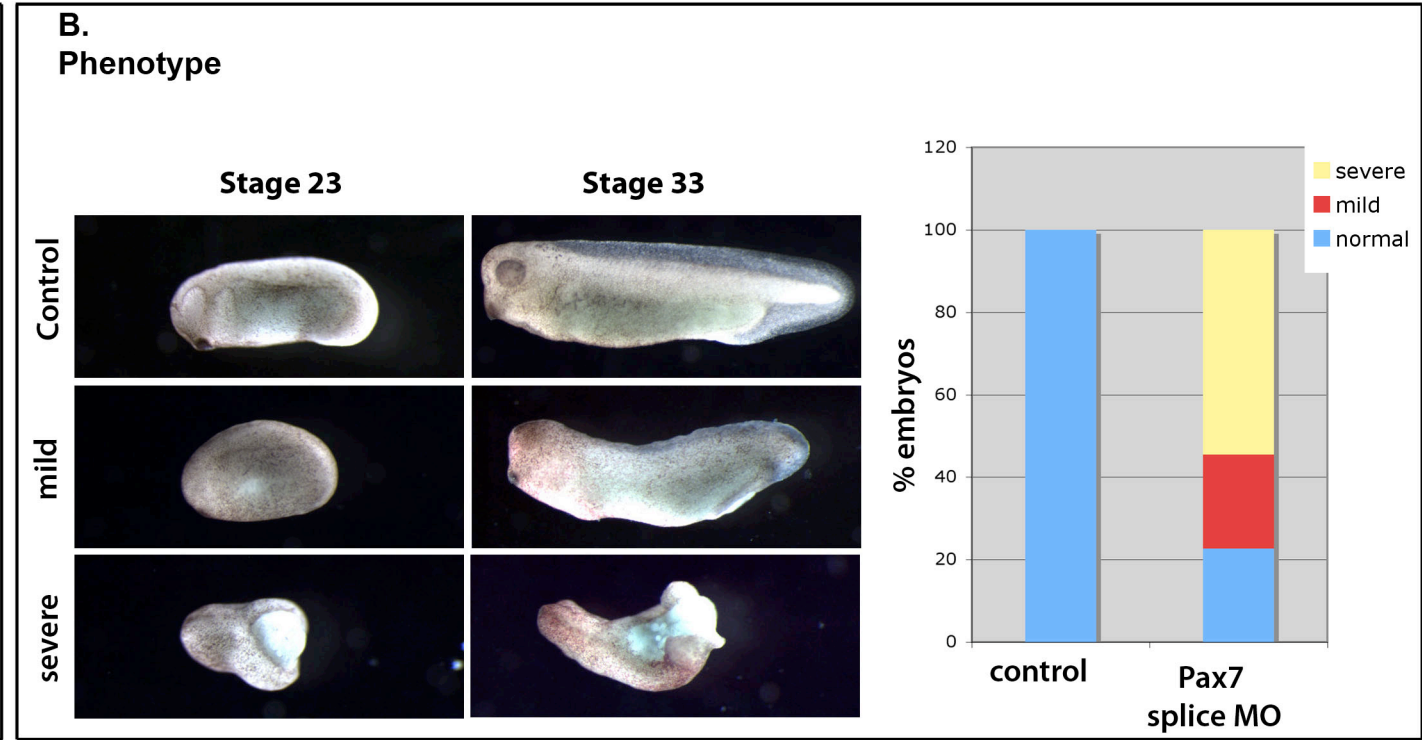 B.
Phenotype
Stage 23
Stage 33
Control
mild
severe
% embryos
120
100
80
60
40
20
0
control
Pax7
splice MO
severe
mild
normal